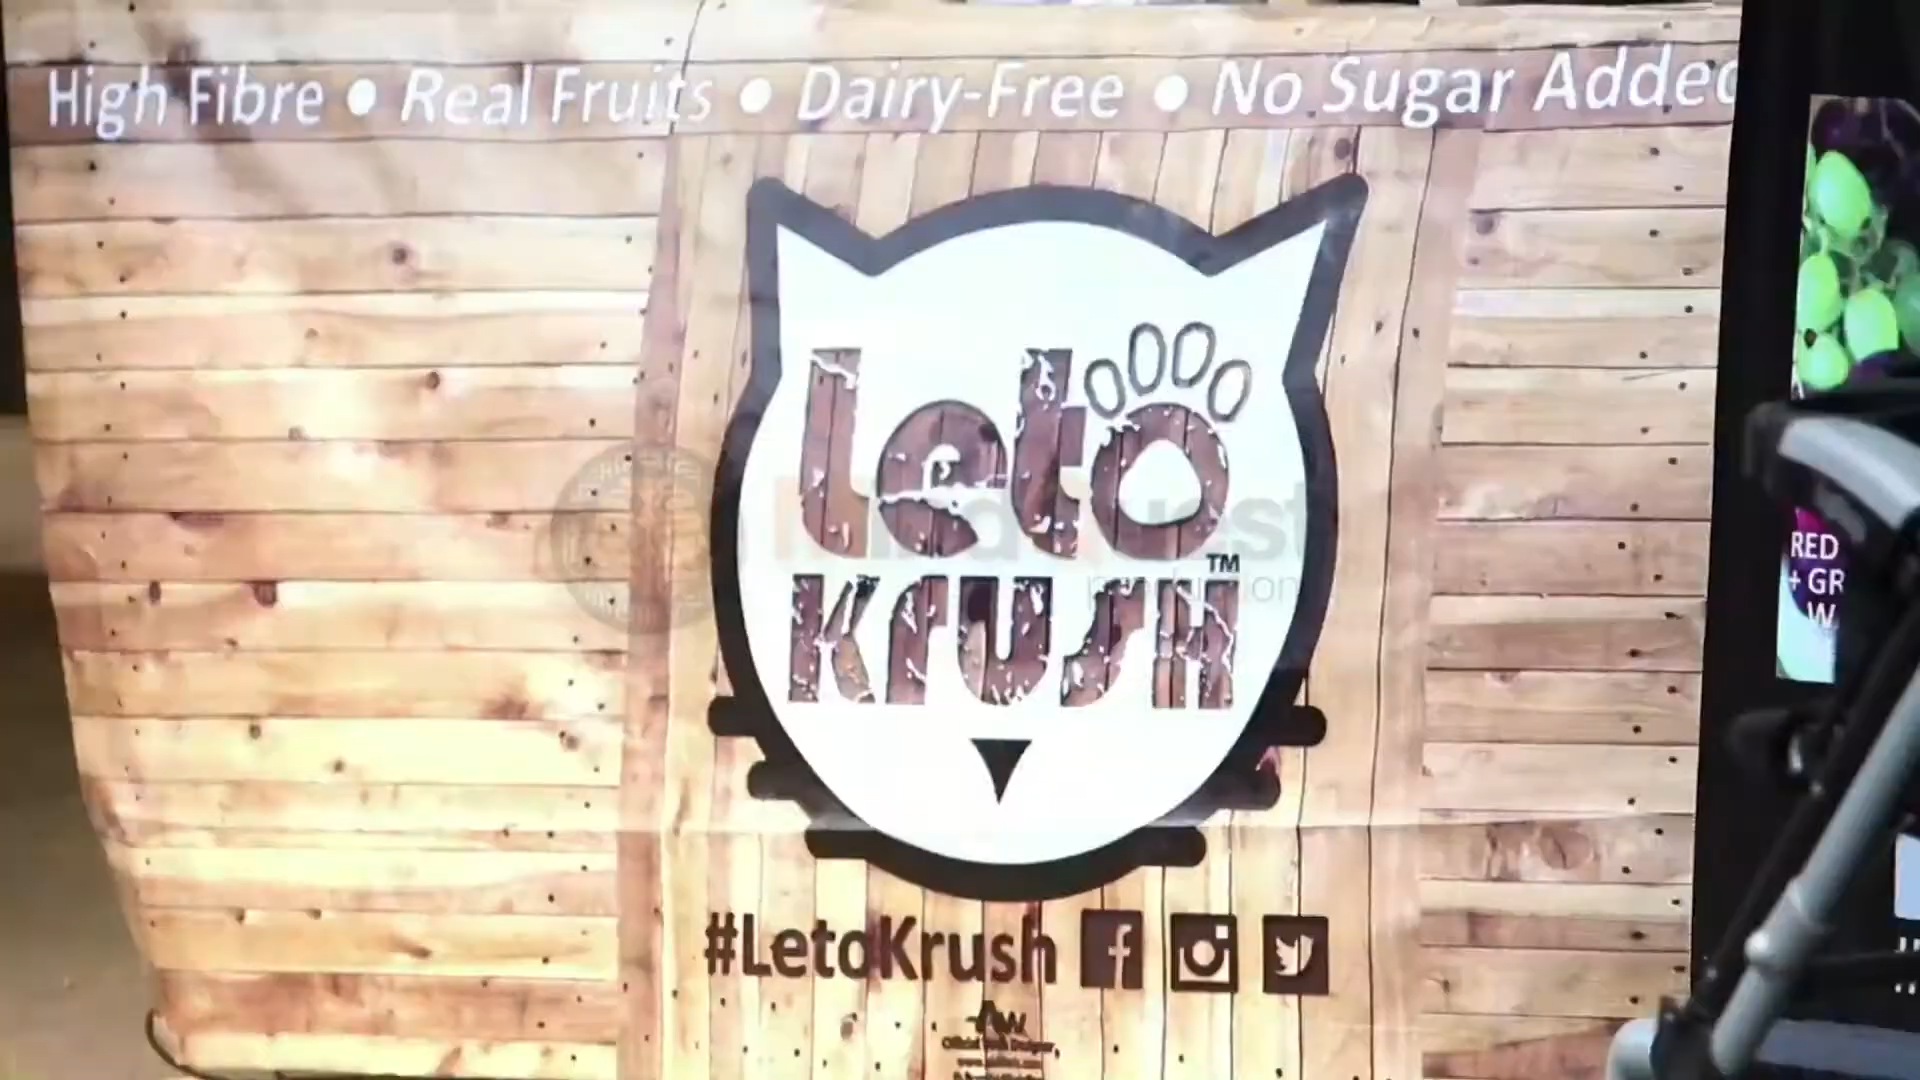 High Fibre • Real Fruits • Dairy-Free • No Sugar Added
Leto
Krush™
#LetoKrush
RED
+ GR
W